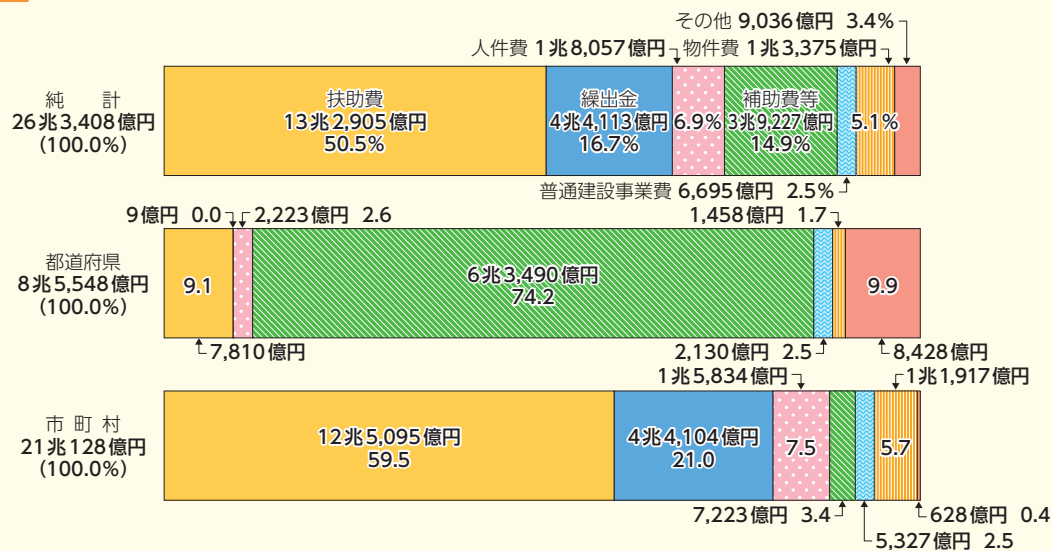 その他 9,036億円 3.4%
人件費 1兆8,057億円 物件費 1兆3,375億円
純計
26兆3,408億円
(100.0%)
扶助費
13兆2,905億円
50.5%
繰出金
4兆4,113億円
16.7%
6.9%
補助費等
3兆9,227億円
14.9%
5.1%
普通建設事業費 6,695億円 2.5%
9億円 0.0
2,223億円 2.6
1,458億円 1.7
都道府県
8兆5,548億円
(100.0%)
9.1
6兆3,490億円
74.2
9.9
7,810億円
2,130億円 2.5
8,428億円
1兆5,834億円
1兆1,917億円
市町村
21兆128億円
(100.0%)
12兆5,095億円
59.5
4兆4,104億円
21.0
7.5
5.7
7,223億円 3.4
628億円 0.4
5,327億円 2.5